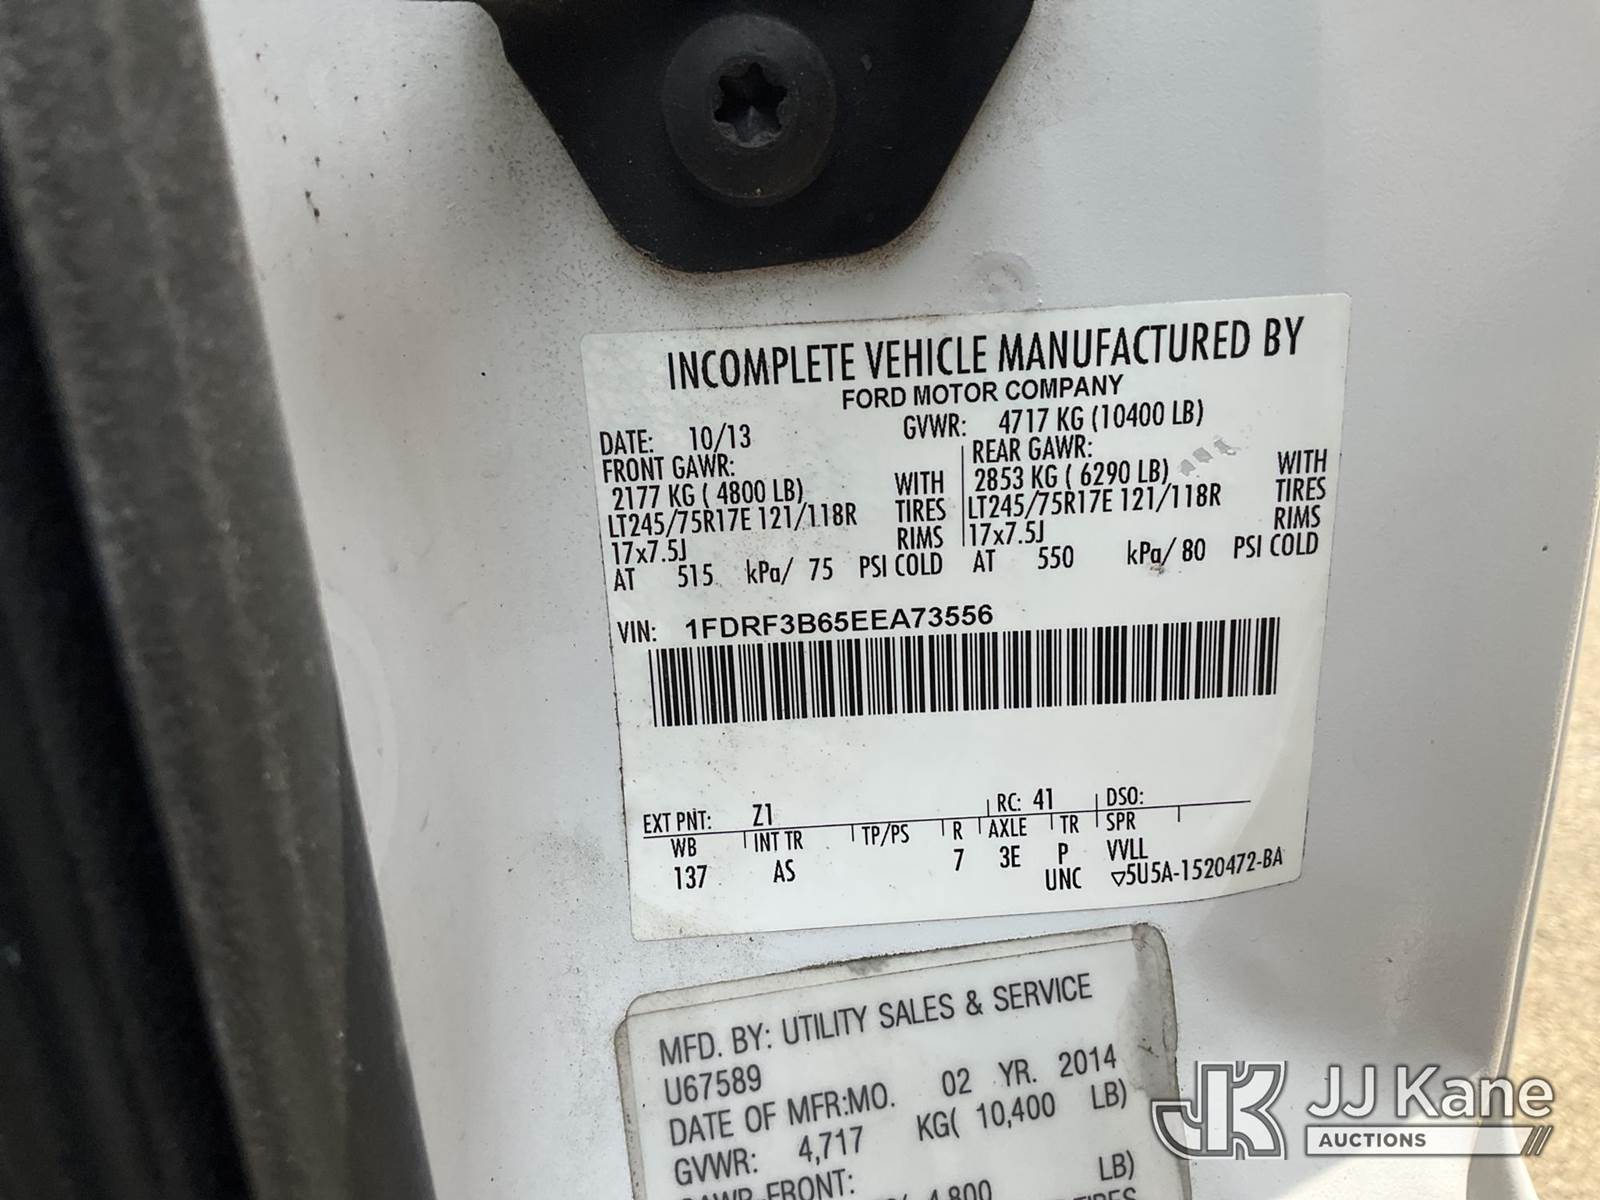 INCOMPLETE VEHICLE MANUFACTURED BY
FORD MOTOR COMPANY
DATE: 10/13 GVWR: 4717 KG (10400 LB)
FRONT GAWR: REAR GAWR:
2177 KG ( 4800 LB) WITH 2853 KG ( 6290 LB) WITH
LT245/75R17E 121/118R TIRES LT245/75R17E 121/118R TIRES
17x7.5J RIMS 17x7.5J RIMS
AT 515 kPa/ 75 PSI COLD AT 550 kPa/ 80 PSI COLD
VIN: 1FDRF3B65EEA73556
EXT PNT: Z1 RC: 41 DSO:
WB INT TR TP/PS R AXLE TR SPR
137 AS 7 3E P VVLL
UNC ▽5U5A-1520472-BA
MFD. BY: UTILITY SALES & SERVICE
U67589
DATE OF MFR:MO. 02 YR. 2014
GVWR: 4,717 KG( 10,400 LB)
GAWR-FRONT: LB)
4,800 TIRES
JJ Kane
AUCTIONS